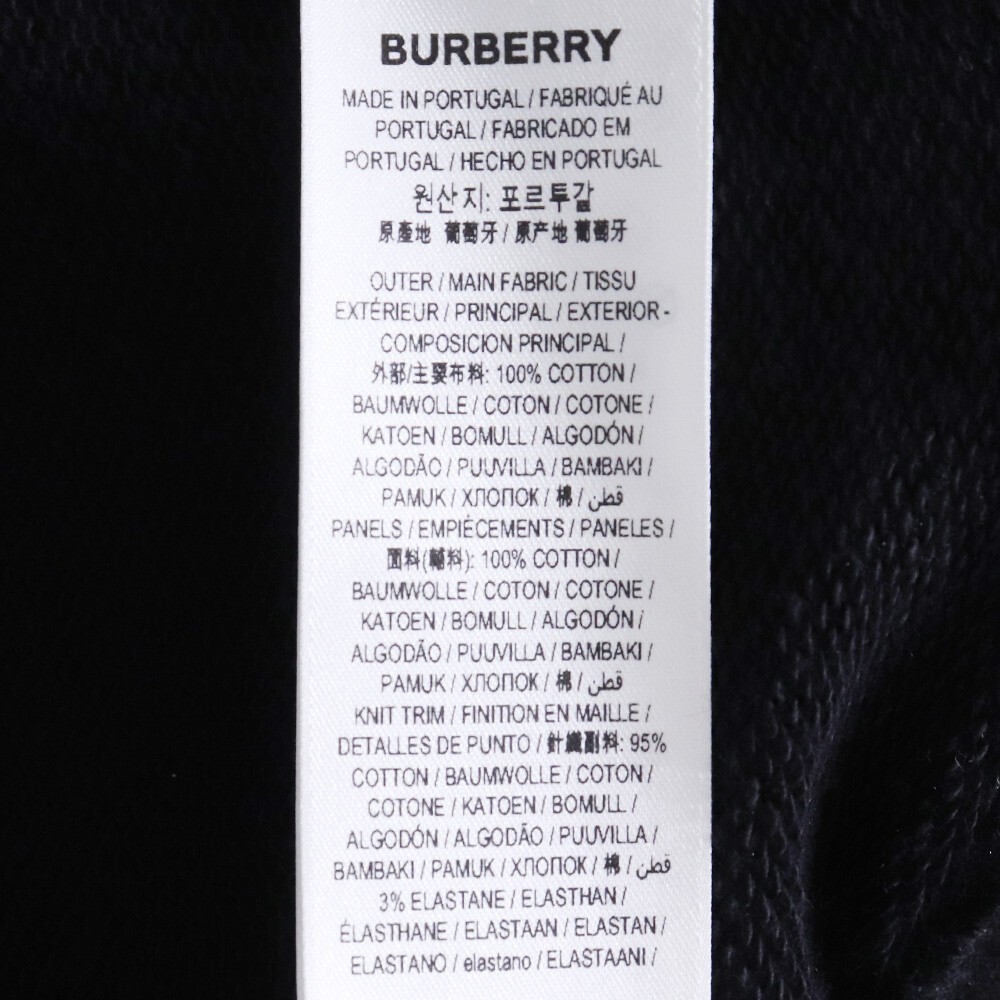 BURBERRY
MADE IN PORTUGAL / FABRIQUÉ AU
PORTUGAL / FABRICADO EM
PORTUGAL / HECHO EN PORTUGAL
원산지: 포르투갈
原產地 葡萄牙 / 原产地 葡萄牙
OUTER / MAIN FABRIC / TISSU
EXTÉRIEUR / PRINCIPAL / EXTERIOR -
COMPOSICION PRINCIPAL /
外部/主要布料: 100% COTTON /
BAUMWOLLE / COTON / COTONE /
KATOEN / BOMULL / ALGODÓN /
ALGODÃO / PUUVILLA / BAMBAKI /
PAMUK / ХЛОПОК / 棉 / قطن
PANELS / EMPIÈCEMENTS / PANELES /
面料(輔料): 100% COTTON /
BAUMWOLLE / COTON / COTONE /
KATOEN / BOMULL / ALGODÓN /
ALGODÃO / PUUVILLA / BAMBAKI /
PAMUK / ХЛОПОК / 棉 / قطن
KNIT TRIM / FINITION EN MAILLE /
DETALLES DE PUNTO / 針織副料: 95%
COTTON / BAUMWOLLE / COTON /
COTONE / KATOEN / BOMULL /
ALGODÓN / ALGODÃO / PUUVILLA /
BAMBAKI / PAMUK / ХЛОПОК / 棉 / قطن
3% ELASTANE / ELASTHAN /
ÉLASTHANE / ELASTAAN / ELASTAN /
ELASTANO / elastano / ELASTAANI /